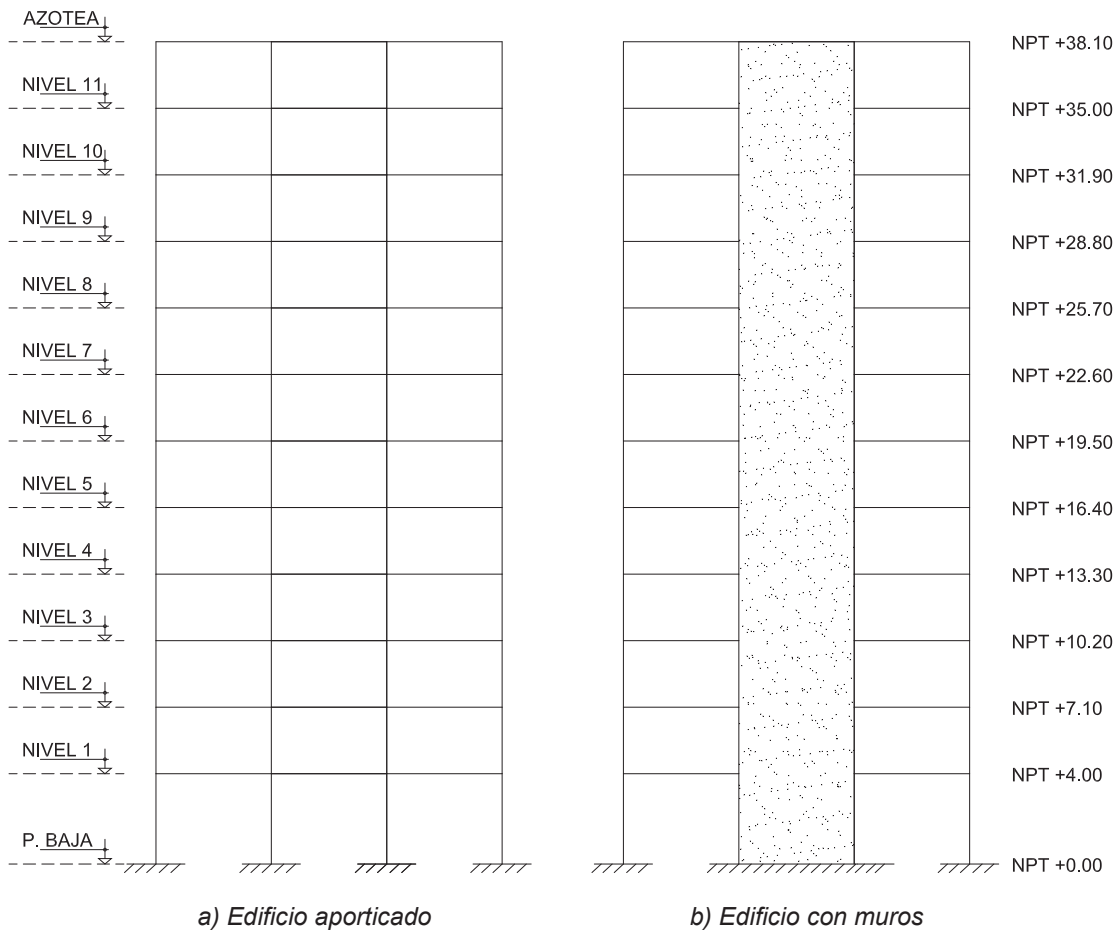 AZOTEA
NPT +38.10
NIVEL 11
NPT +35.00
NIVEL 10
NPT +31.90
NIVEL 9
NPT +28.80
NIVEL 8
NPT +25.70
NIVEL 7
NPT +22.60
NIVEL 6
NPT +19.50
NIVEL 5
NPT +16.40
NIVEL 4
NPT +13.30
NIVEL 3
NPT +10.20
NIVEL 2
NPT +7.10
NIVEL 1
NPT +4.00
P. BAJA
NPT +0.00
a) Edificio aporticado
b) Edificio con muros